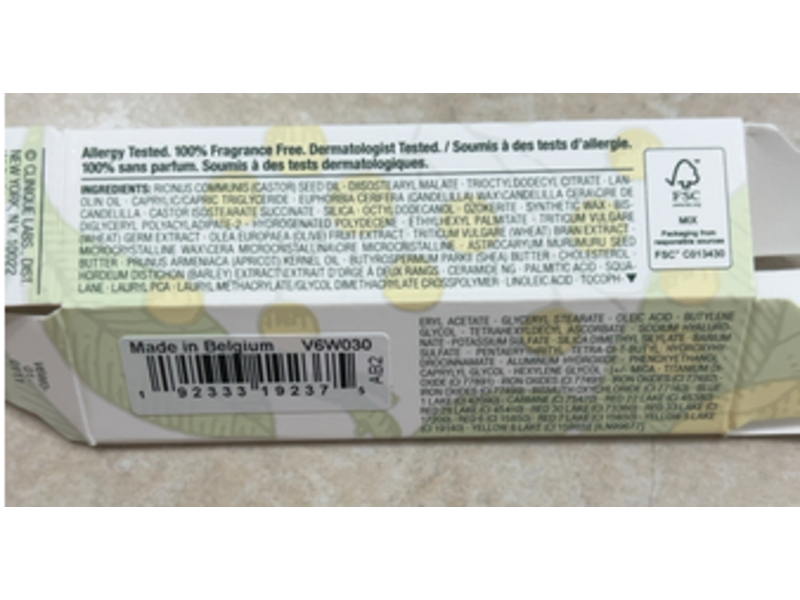 © CLINIQUE LABS, DIST.
NEW YORK, N.Y. 10022
Allergy Tested. 100% Fragrance Free. Dermatologist Tested. / Soumis à des tests d'allergie.
100% sans parfum. Soumis à des tests dermatologiques.
INGREDIENTS: RICINUS COMMUNIS (CASTOR) SEED OIL · DIISOSTEARYL MALATE · TRIOCTYLDODECYL CITRATE · LAN-
OLIN OIL · CAPRYLIC/CAPRIC TRIGLYCERIDE · EUPHORBIA CERIFERA (CANDELILLA) WAX\CANDELILLA CERA\CIRE DE
CANDELILLA · CASTOR ISOSTEARATE SUCCINATE · SILICA · OCTYLDODECANOL · OZOKERITE · SYNTHETIC WAX · BIS-
DIGLYCERYL POLYACYLADIPATE-2 · HYDROGENATED POLYDECENE · ETHYLHEXYL PALMITATE · TRITICUM VULGARE
(WHEAT) GERM EXTRACT · OLEA EUROPAEA (OLIVE) FRUIT EXTRACT · TRITICUM VULGARE (WHEAT) BRAN EXTRACT ·
MICROCRYSTALLINE WAX\CERA MICROCRISTALLINA\CIRE MICROCRISTALLINE · ASTROCARYUM MURUMURU SEED
BUTTER · PRUNUS ARMENIACA (APRICOT) KERNEL OIL · BUTYROSPERMUM PARKII (SHEA) BUTTER · CHOLESTEROL ·
HORDEUM DISTICHON (BARLEY) EXTRACT\EXTRAIT D'ORGE À DEUX RANGS · CERAMIDE NG · PALMITIC ACID · SQUA-
LANE · LAURYL PCA · LAURYL METHACRYLATE/GLYCOL DIMETHACRYLATE CROSSPOLYMER · LINOLEIC ACID · TOCOPH- ▼
FSC
MIX
Packaging from
responsible sources
FSC® C013430
ERYL ACETATE · GLYCERYL STEARATE · OLEIC ACID · BUTYLENE
GLYCOL · TETRAHEXYLDECYL ASCORBATE · SODIUM HYALURO-
NATE · POTASSIUM SULFATE · SILICA DIMETHYL SILYLATE · BARIUM
SULFATE · PENTAERYTHRITYL TETRA-DI-T-BUTYL HYDROXYHY-
DROCINNAMATE · ALUMINUM HYDROXIDE · PHENOXYETHANOL
CAPRYLYL GLYCOL · HEXYLENE GLYCOL [+/- MICA · TITANIUM DI-
OXIDE (CI 77891) · IRON OXIDES (CI 77491) · IRON OXIDES (CI 77492)
Made in Belgium V6W030
1 92333 19237 5
AB2